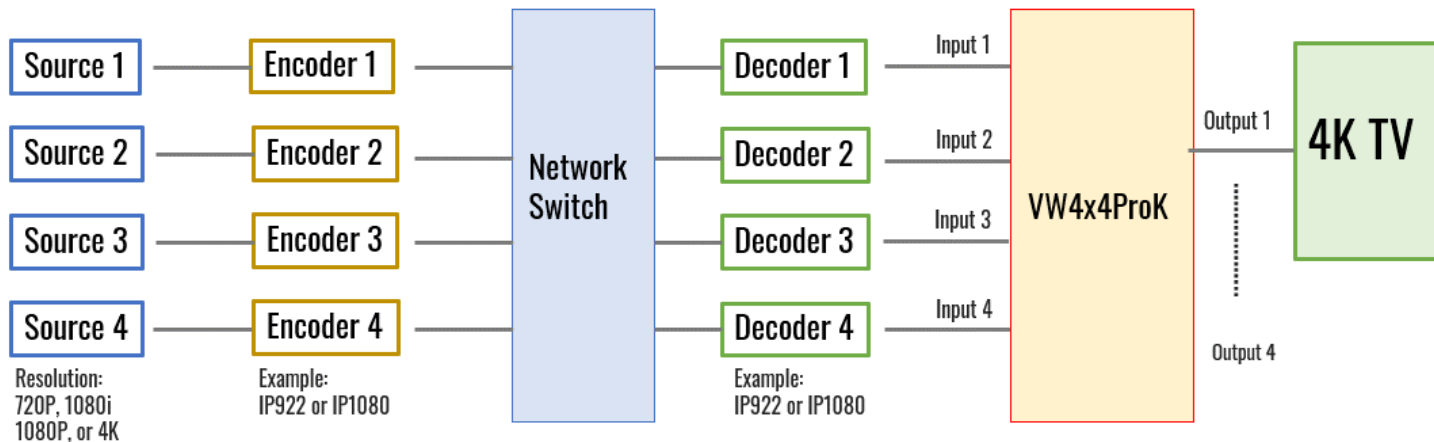 Source 1
Encoder 1
Decoder 1
Input 1
Source 2
Encoder 2
Network
Switch
Decoder 2
Input 2
VW4x4ProK
Output 1
4K TV
Source 3
Encoder 3
Decoder 3
Input 3
Source 4
Encoder 4
Decoder 4
Input 4
Output 4
Resolution:
720P, 1080i
1080P, or 4K
Example:
IP922 or IP1080
Example:
IP922 or IP1080